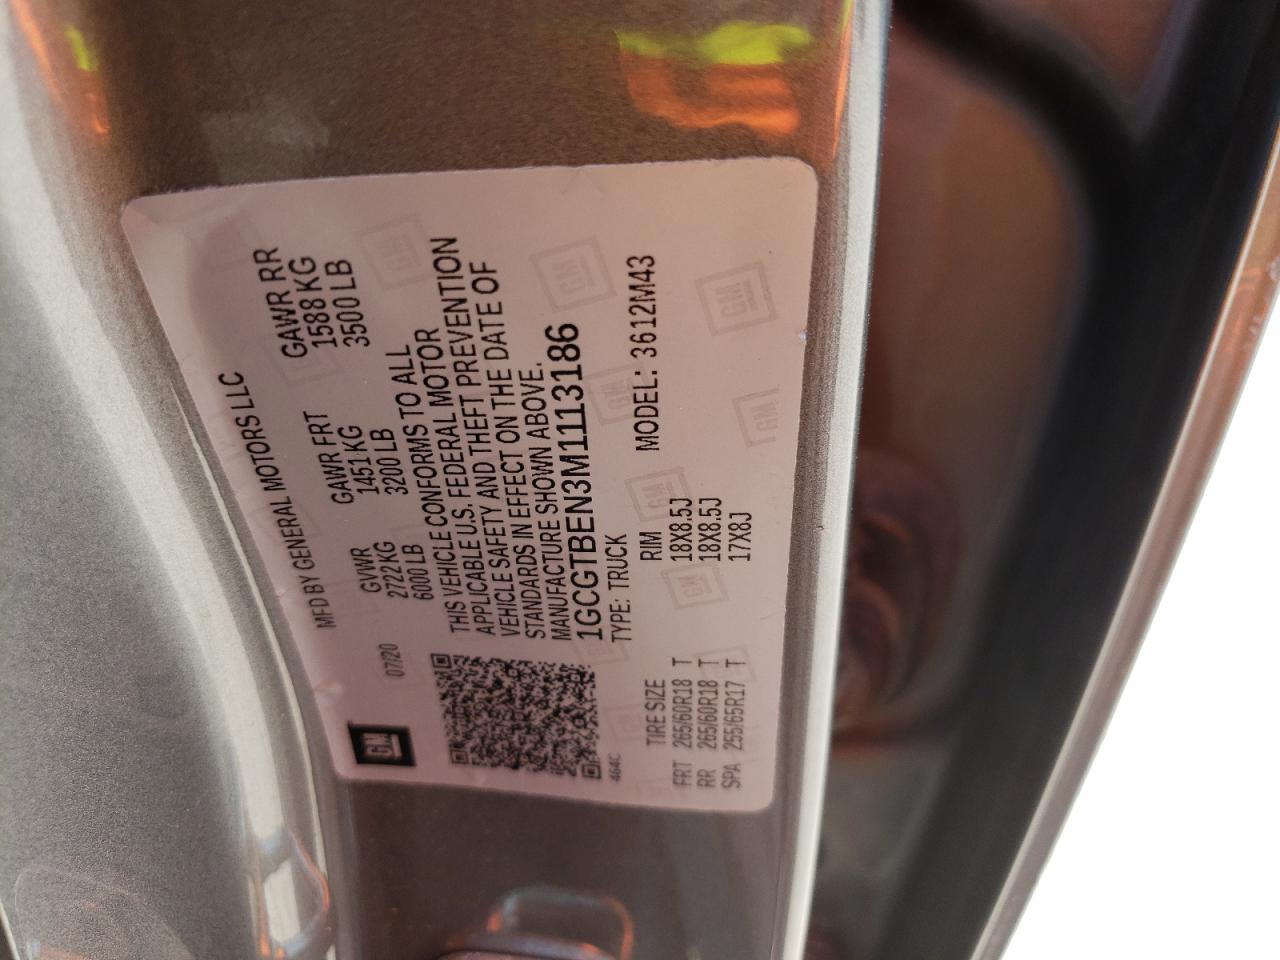 GM
MFD BY GENERAL MOTORS LLC
07/20
GVWR GAWR FRT GAWR RR
2722 KG 1451 KG 1588 KG
6000 LB 3200 LB 3500 LB
THIS VEHICLE CONFORMS TO ALL
APPLICABLE U.S. FEDERAL MOTOR
VEHICLE SAFETY AND THEFT PREVENTION
STANDARDS IN EFFECT ON THE DATE OF
MANUFACTURE SHOWN ABOVE.
1GCGTBEN3M1113186
464C
TYPE: TRUCK MODEL: 3612M43
TIRE SIZE RIM
FRT 265/60R18 T 18X8.5J
RR 265/60R18 T 18X8.5J
SPA 255/65R17 T 17X8J